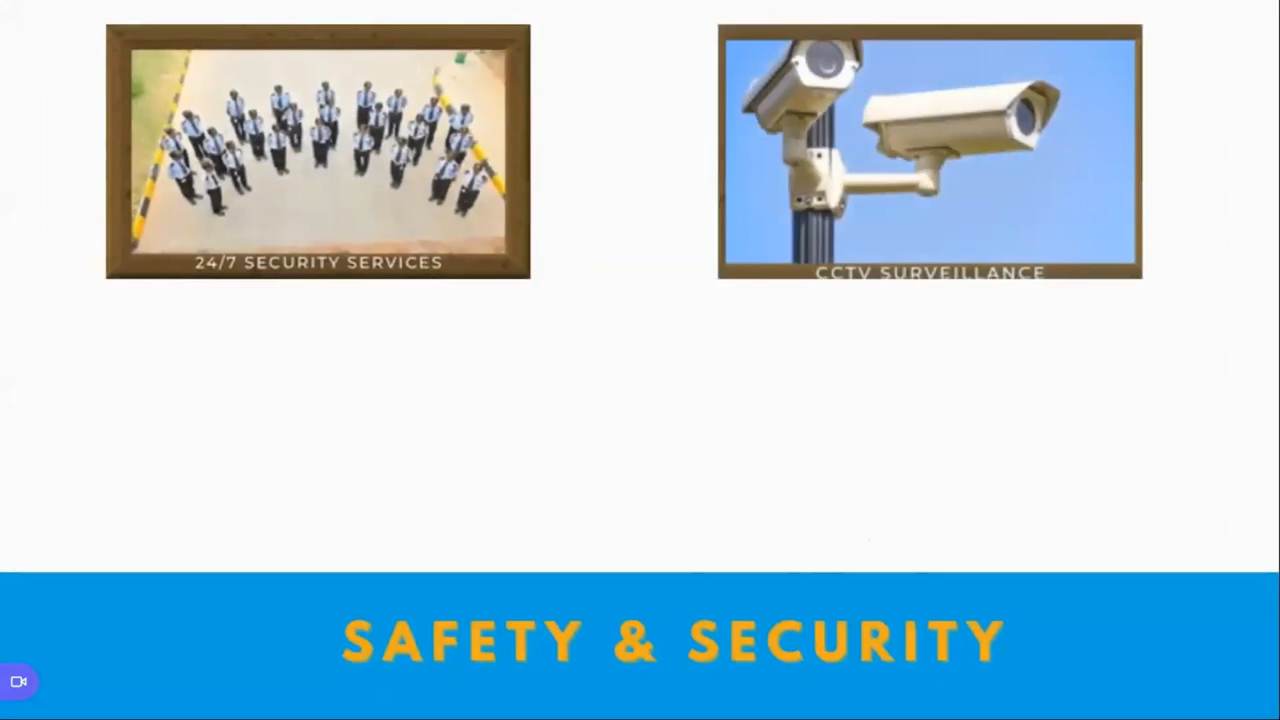 24/7 SECURITY SERVICES
CCTV SURVEILLANCE
SAFETY & SECURITY